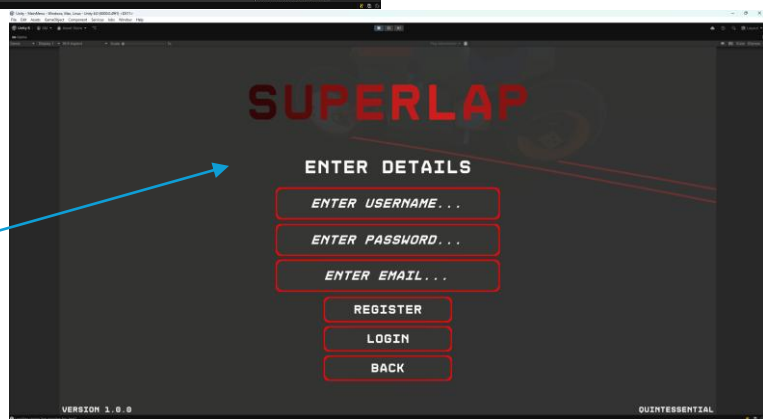 SUPERLAP
ENTER DETAILS
ENTER USERNAME...
ENTER PASSWORD...
ENTER EMAIL...
REGISTER
LOGIN
BACK
VERSION 1.0.0
QUINTESSENTIAL